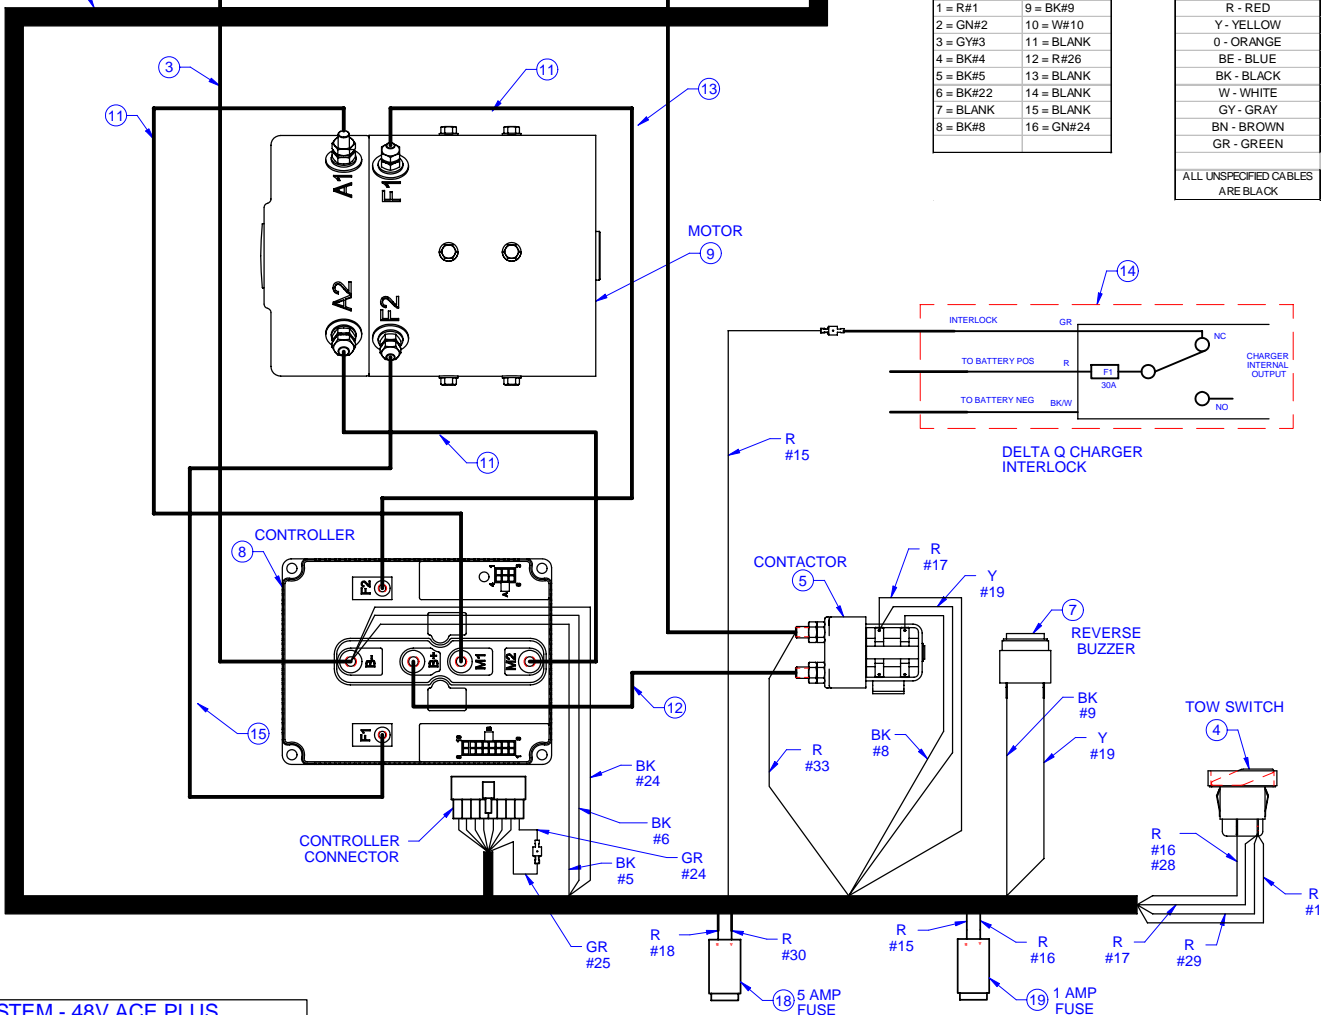 1 = R#1 9 = BK#9
2 = GN#2 10 = W#10
3 = GY#3 11 = BLANK
4 = BK#4 12 = R#26
5 = BK#5 13 = BLANK
6 = BK#22 14 = BLANK
7 = BLANK 15 = BLANK
8 = BK#8 16 = GN#24
R - RED
Y - YELLOW
0 - ORANGE
BE - BLUE
BK - BLACK
W - WHITE
GY - GRAY
BN - BROWN
GR - GREEN
ALL UNSPECIFIED CABLES
ARE BLACK
3
11
11
13
A1
F1
A2
F2
MOTOR
9
11
14
INTERLOCK
GR
NC
TO BATTERY POS
R
F1
30A
CHARGER
INTERNAL
OUTPUT
TO BATTERY NEG
BK/W
NO
DELTA Q CHARGER
INTERLOCK
R
#15
CONTROLLER
8
F2
A
B-
B+
M1
M2
F1
B
15
12
CONTACTOR
5
R
#17
Y
#19
7
REVERSE
BUZZER
BK
#9
Y
#19
TOW SWITCH
4
R
#33
BK
#8
BK
#24
BK
#6
BK
#5
GR
#24
CONTROLLER
CONNECTOR
GR
#25
R
#16
#28
R
#1
R
#17
R
#29
R
#18
R
#30
18
5 AMP
FUSE
R
#15
R
#16
19
1 AMP
FUSE
STEM - 48V ACE PLUS